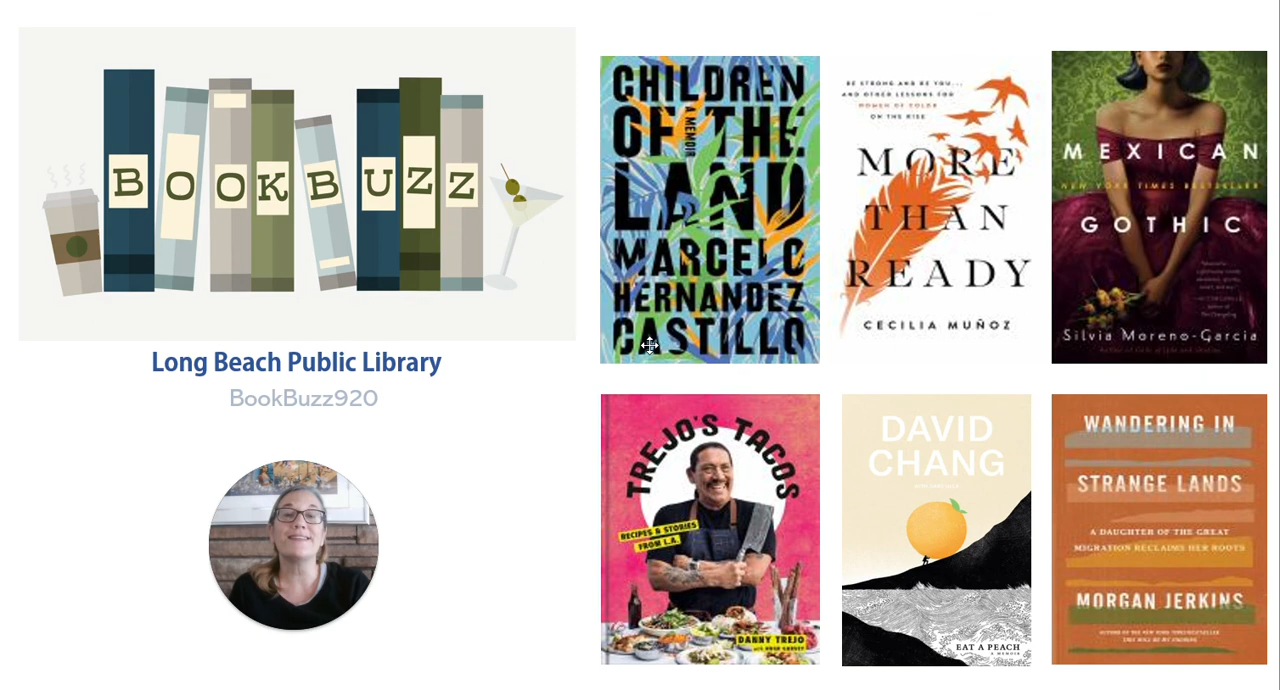 BOOKBUZZ
Long Beach Public Library
BookBuzz920
CHILDREN
OF THE
A MEMOIR
LAND
MARCELO
HERNANDEZ
CASTILLO
BE STRONG AND BE YOU...
AND OTHER LESSONS FOR
WOMEN OF COLOR
ON THE RISE
MORE
THAN
READY
CECILIA MUÑOZ
MEXICAN
NEW YORK TIMES BESTSELLER
GOTHIC
Silvia Moreno-Garcia
TREJO'S TACOS
RECIPES & STORIES
FROM L.A.
DANNY TREJO
DAVID
CHANG
EAT A PEACH
A MEMOIR
WANDERING IN
STRANGE LANDS
A DAUGHTER OF THE GREAT
MIGRATION RECLAIMS HER ROOTS
MORGAN JERKINS